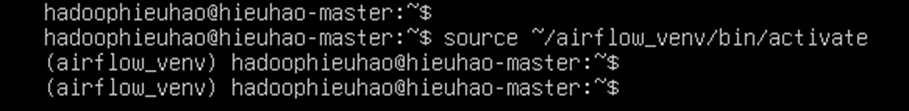 hadoophieuhao@hieuhao-master:~$
hadoophieuhao@hieuhao-master:~$ source ~/airflow_venv/bin/activate
(airflow_venv) hadoophieuhao@hieuhao-master:~$
(airflow_venv) hadoophieuhao@hieuhao-master:~$